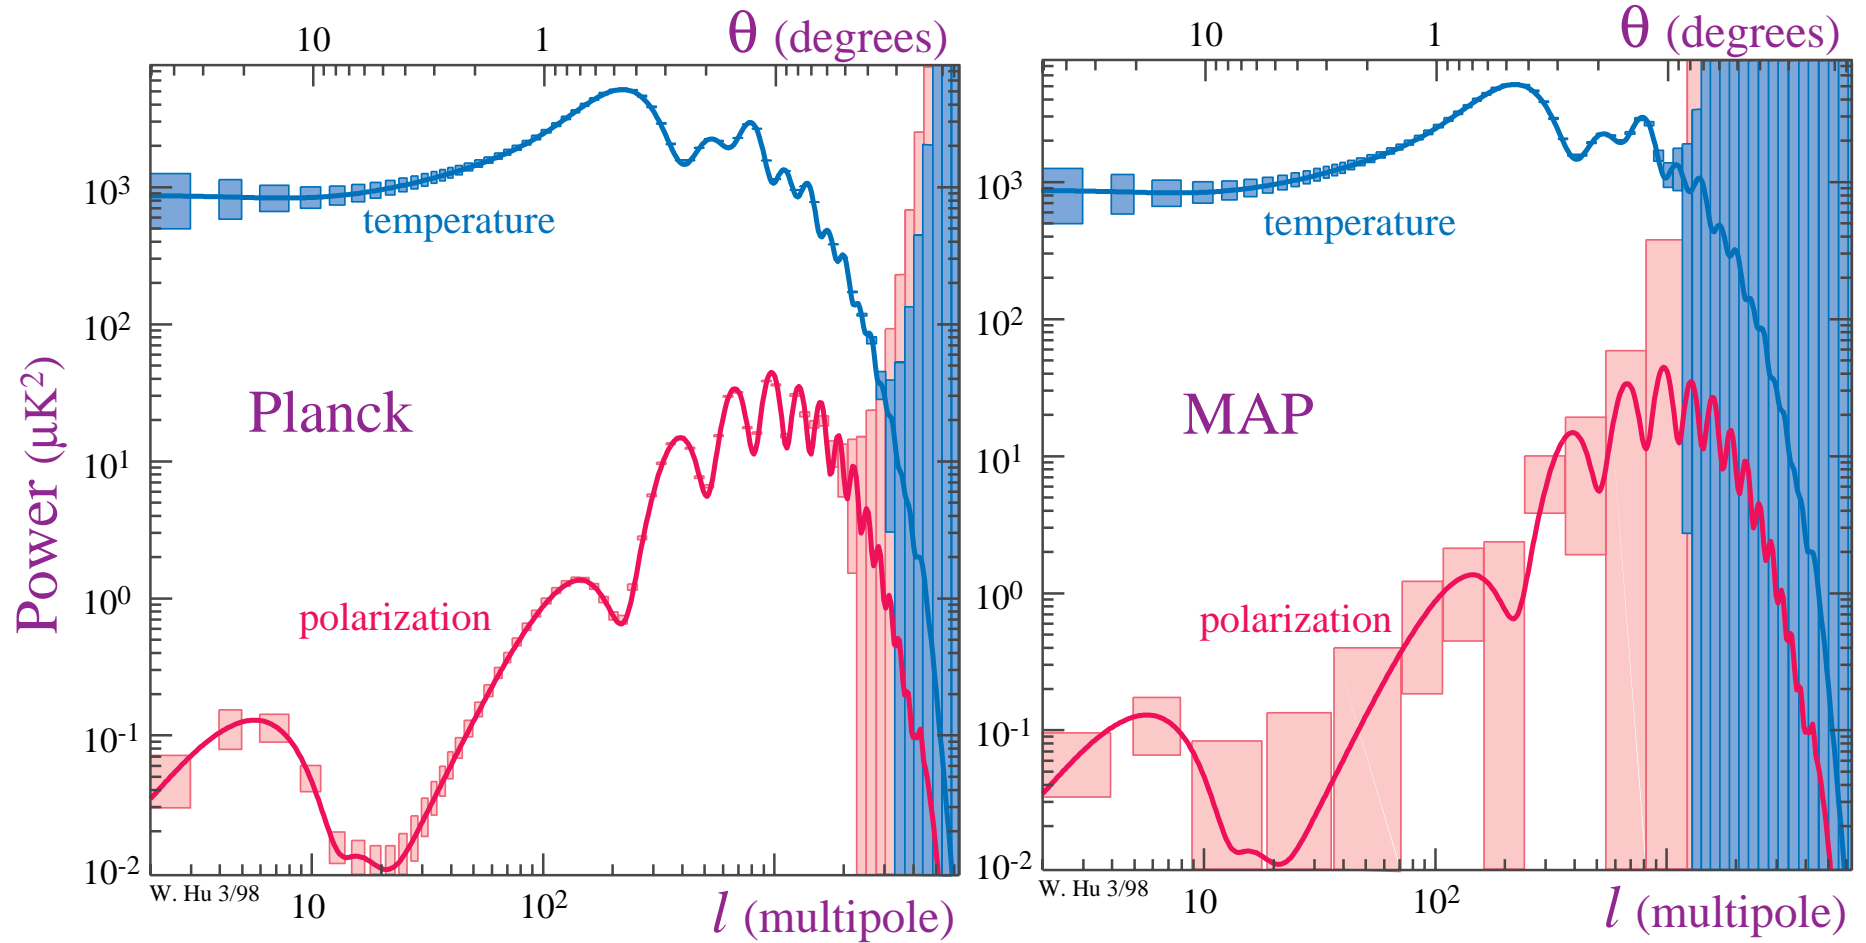 10 1 θ (degrees)
10³
10²
10¹
10⁰
10⁻¹
10⁻²
Power (μK²)
temperature
Planck
polarization
W. Hu 3/98
10 10² l (multipole)
10 1 θ (degrees)
10³
10²
10¹
10⁰
10⁻¹
10⁻²
temperature
MAP
polarization
W. Hu 3/98
10 10² l (multipole)